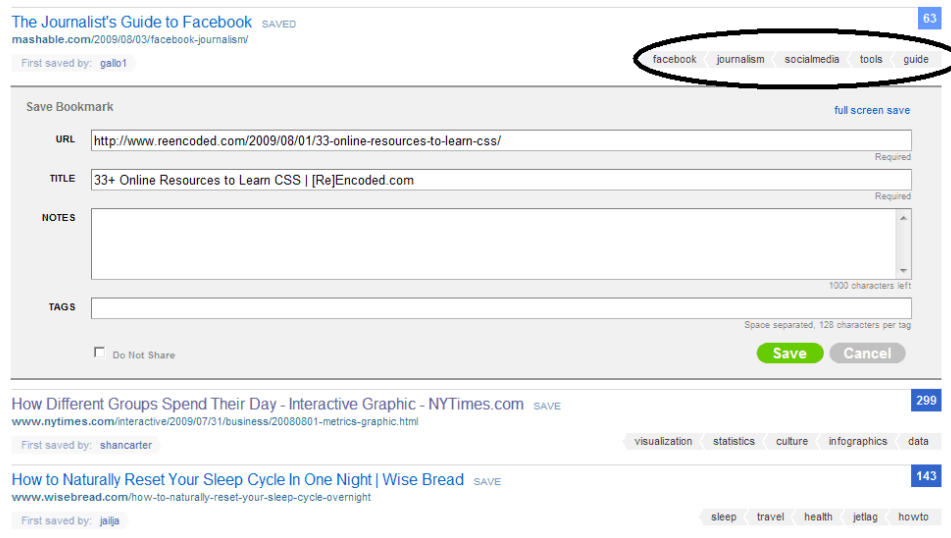 The Journalist's Guide to Facebook SAVED 63
mashable.com/2009/08/03/facebook-journalism/
First saved by: gallo1 facebook journalism socialmedia tools guide
Save Bookmark full screen save
URL http://www.reencoded.com/2009/08/01/33-online-resources-to-learn-css/
Required
TITLE 33+ Online Resources to Learn CSS | [Re]Encoded.com
Required
NOTES
1000 characters left
TAGS
Space separated, 128 characters per tag
Do Not Share Save Cancel
How Different Groups Spend Their Day - Interactive Graphic - NYTimes.com SAVE 299
www.nytimes.com/interactive/2009/07/31/business/20080801-metrics-graphic.html
First saved by: shancarter visualization statistics culture infographics data
How to Naturally Reset Your Sleep Cycle In One Night | Wise Bread SAVE 143
www.wisebread.com/how-to-naturally-reset-your-sleep-cycle-overnight
First saved by: jailja sleep travel health jetlag howto